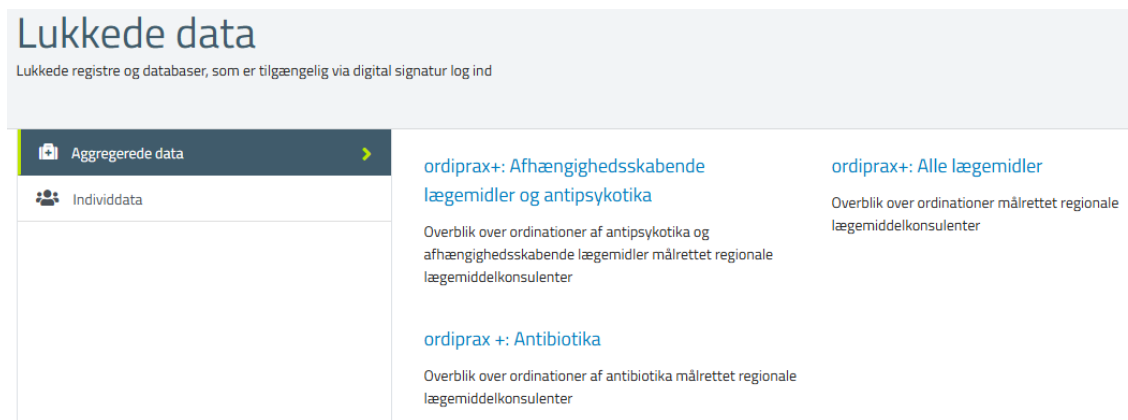 Lukkede data
Lukkede registre og databaser, som er tilgængelig via digital signatur log ind
Aggregerede data
Individdata
ordiprax+: Afhængighedsskabende
lægemidler og antipsykotika
Overblik over ordinationer af antipsykotika og
afhængighedsskabende lægemidler målrettet regionale
lægemiddelkonsulenter
ordiprax+: Alle lægemidler
Overblik over ordinationer målrettet regionale
lægemiddelkonsulenter
ordiprax +: Antibiotika
Overblik over ordinationer af antibiotika målrettet regionale
lægemiddelkonsulenter